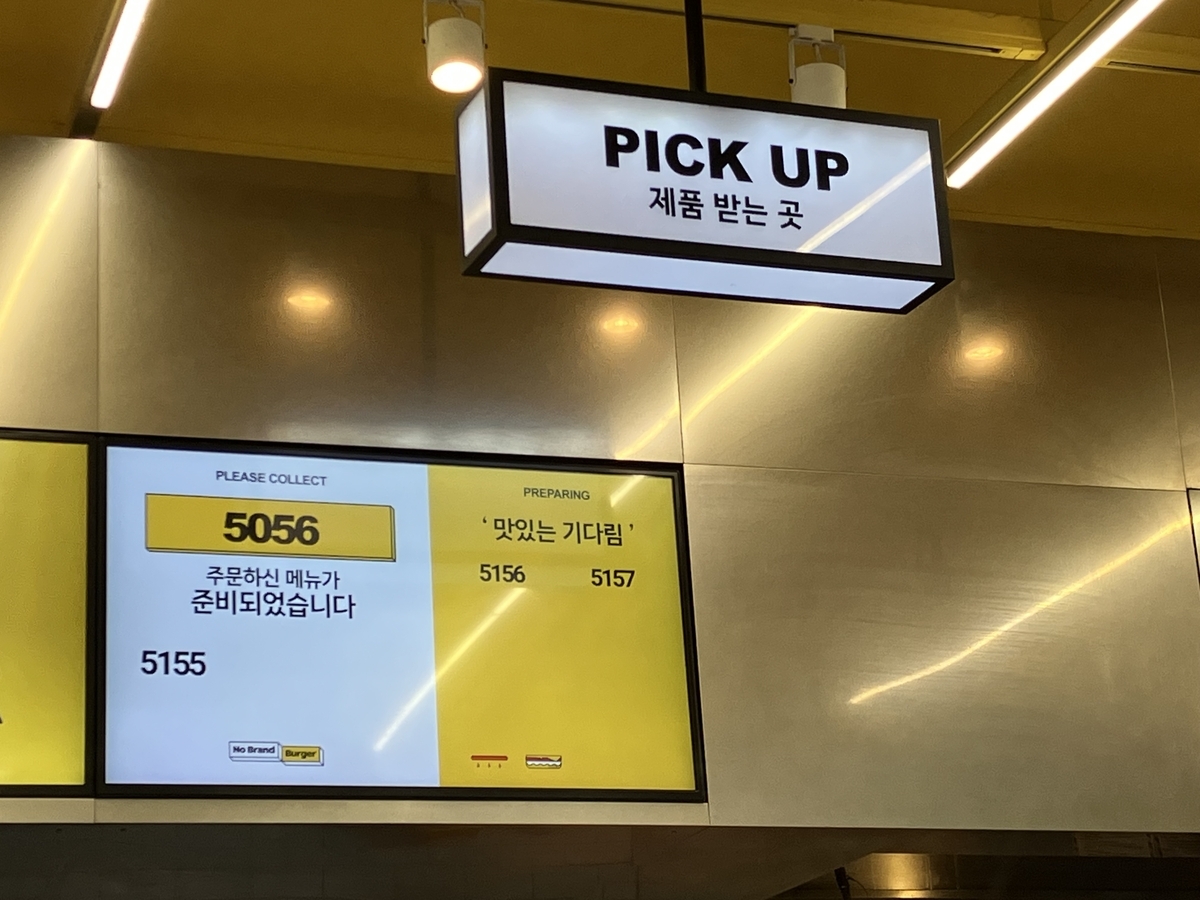 PICK UP
제품 받는 곳
PLEASE COLLECT
5056
주문하신 메뉴가
준비되었습니다
5155
No Brand Burger
PREPARING
‘ 맛있는 기다림 ’
5156 5157